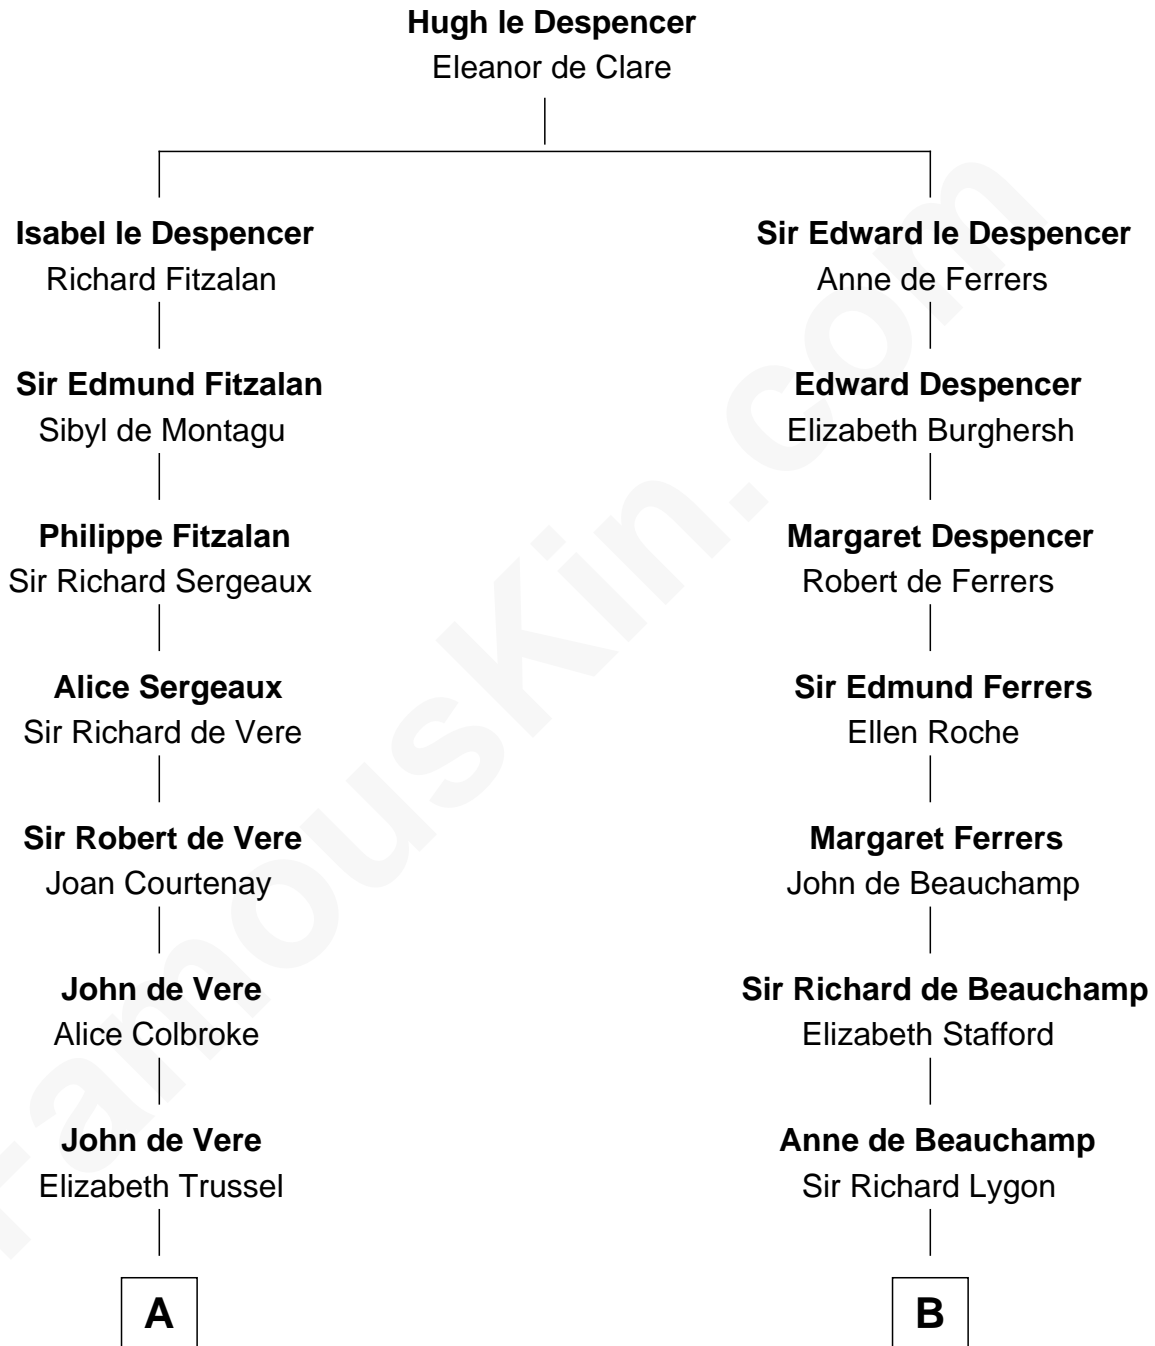 Hugh le Despencer
Eleanor de Clare
Isabel le Despencer
Richard Fitzalan
Sir Edmund Fitzalan
Sibyl de Montagu
Philippe Fitzalan
Sir Richard Sergeaux
Alice Sergeaux
Sir Richard de Vere
Sir Robert de Vere
Joan Courtenay
John de Vere
Alice Colbroke
John de Vere
Elizabeth Trussel
A
Sir Edward le Despencer
Anne de Ferrers
Edward Despencer
Elizabeth Burghersh
Margaret Despencer
Robert de Ferrers
Sir Edmund Ferrers
Ellen Roche
Margaret Ferrers
John de Beauchamp
Sir Richard de Beauchamp
Elizabeth Stafford
Anne de Beauchamp
Sir Richard Lygon
B
FamousKin.com